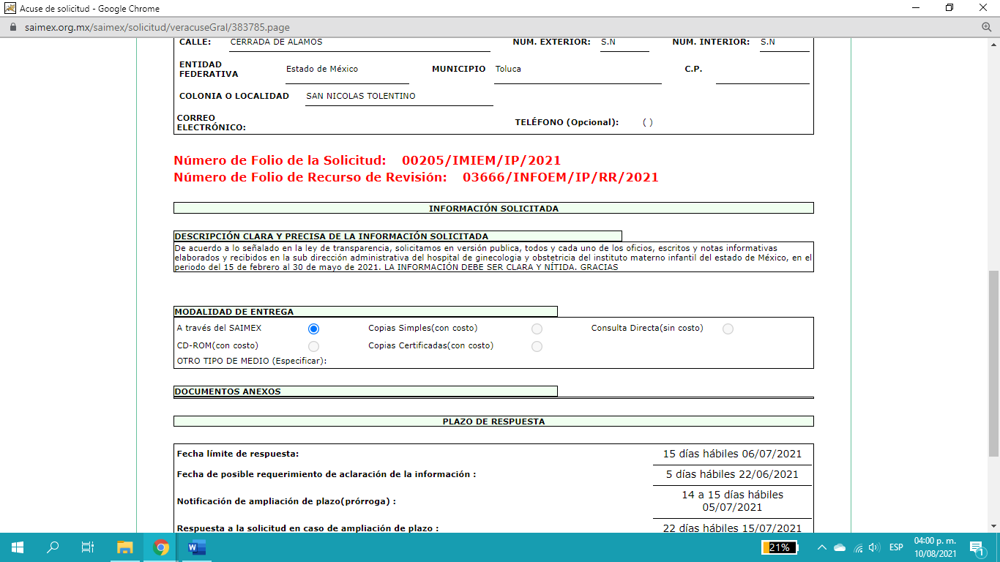 Acuse de solicitud - Google Chrome
saimex.org.mx/saimex/solicitud/veracuseGral/383785.page
CALLE: CERRADA DE ALAMOS NUM. EXTERIOR: S.N NUM. INTERIOR: S.N
ENTIDAD FEDERATIVA Estado de México MUNICIPIO Toluca C.P.
COLONIA O LOCALIDAD SAN NICOLAS TOLENTINO
CORREO ELECTRÓNICO: TELÉFONO (Opcional): ( )
Número de Folio de la Solicitud: 00205/IMIEM/IP/2021
Número de Folio de Recurso de Revisión: 03666/INFOEM/IP/RR/2021
INFORMACIÓN SOLICITADA
DESCRIPCIÓN CLARA Y PRECISA DE LA INFORMACIÓN SOLICITADA
De acuerdo a lo señalado en la ley de transparencia, solicitamos en versión publica, todos y cada uno de los oficios, escritos y notas informativas
elaborados y recibidos en la sub dirección administrativa del hospital de ginecologia y obstetricia del instituto materno infantil del estado de México, en el
periodo del 15 de febrero al 30 de mayo de 2021. LA INFORMACIÓN DEBE SER CLARA Y NÍTIDA. GRACIAS
MODALIDAD DE ENTREGA
A través del SAIMEX Copias Simples(con costo) Consulta Directa(sin costo)
CD-ROM(con costo) Copias Certificadas(con costo)
OTRO TIPO DE MEDIO (Especificar):
DOCUMENTOS ANEXOS
PLAZO DE RESPUESTA
Fecha límite de respuesta: 15 días hábiles 06/07/2021
Fecha de posible requerimiento de aclaración de la información : 5 días hábiles 22/06/2021
Notificación de ampliación de plazo(prórroga) : 14 a 15 días hábiles 05/07/2021
Respuesta a la solicitud en caso de ampliación de plazo : 22 días hábiles 15/07/2021
21% ESP 04:00 p. m.
10/08/2021 1